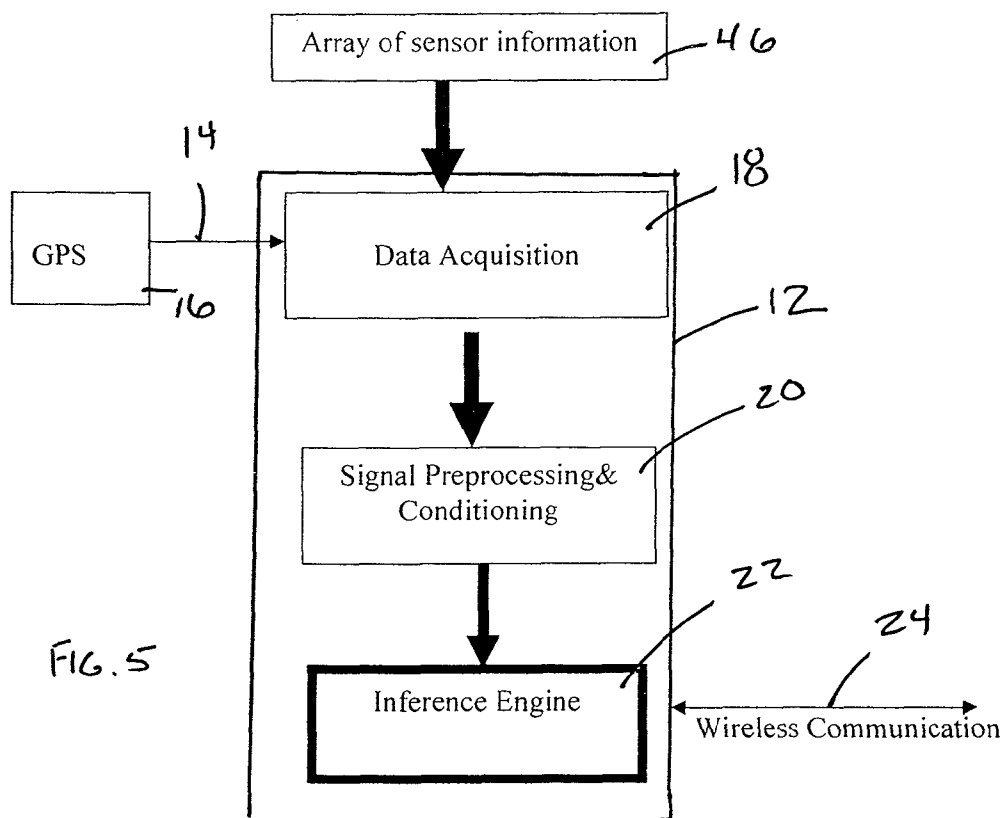 Array of sensor information
46
14
18
GPS
16
Data Acquisition
12
20
Signal Preprocessing&
Conditioning
22
24
FIG. 5
Inference Engine
Wireless Communication